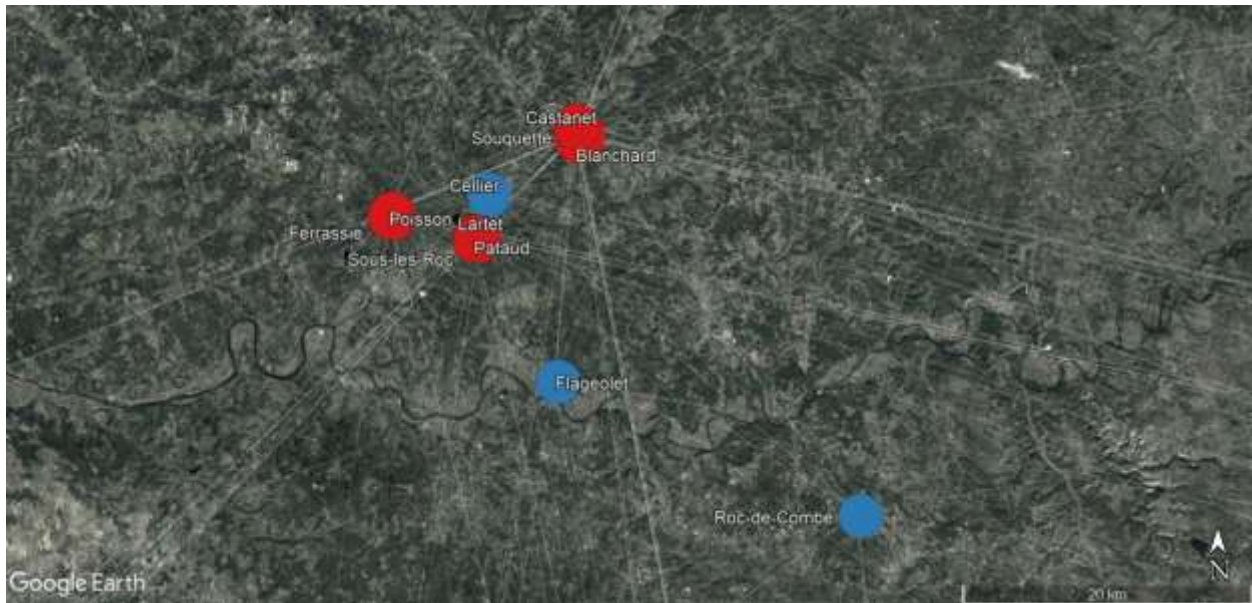 Castanet
Souquette
Blanchard
Cellier
Poisson
Lartet
Ferrassie
Pataud
Sous-les-Roc
Flageolet
Roc-de-Combe
Google Earth
N
20 km